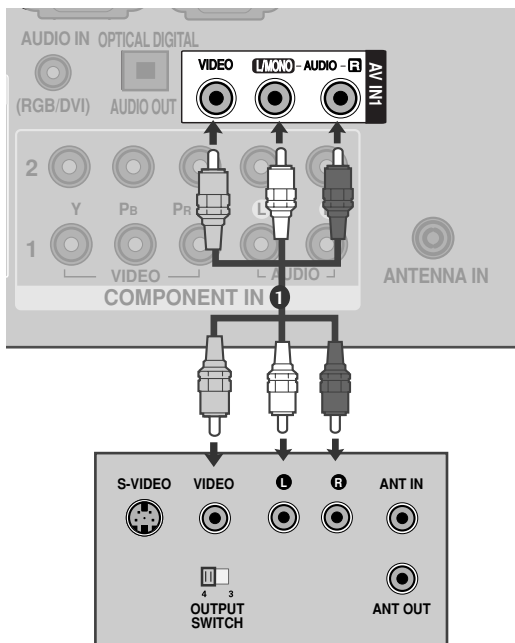 AUDIO IN OPTICAL DIGITAL
(RGB/DVI) AUDIO OUT
VIDEO L/MONO - AUDIO - R
AV IN1
2
Y PB PR L
1
VIDEO AUDIO
COMPONENT IN 1
ANTENNA IN
S-VIDEO VIDEO L R ANT IN
4 3
OUTPUT
SWITCH
ANT OUT